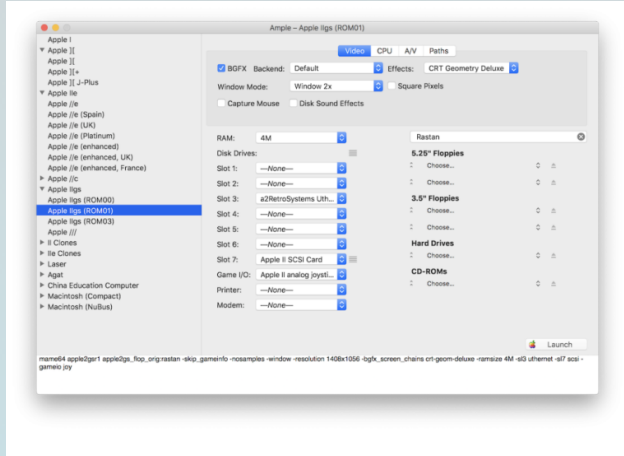 Ample – Apple IIgs (ROM01)
Apple I
Apple ][
Apple ][
Apple ][+
Apple ][ J-Plus
Apple IIe
Apple //e
Apple //e (Spain)
Apple //e (UK)
Apple //e (Platinum)
Apple //e (enhanced)
Apple //e (enhanced, UK)
Apple //e (enhanced, France)
Apple //c
Apple IIgs
Apple IIgs (ROM00)
Apple IIgs (ROM01)
Apple IIgs (ROM03)
Apple ///
II Clones
IIe Clones
Laser
Agat
China Education Computer
Macintosh (Compact)
Macintosh (NuBus)
Video CPU A/V Paths
BGFX Backend: Default Effects: CRT Geometry Deluxe
Window Mode: Window 2x Square Pixels
Capture Mouse Disk Sound Effects
RAM: 4M
Disk Drives:
Slot 1: —None—
Slot 2: —None—
Slot 3: a2RetroSystems Uth...
Slot 4: —None—
Slot 5: —None—
Slot 6: —None—
Slot 7: Apple II SCSI Card
Game I/O: Apple II analog joysti...
Printer: —None—
Modem: —None—
Rastan
5.25" Floppies
Choose...
Choose...
3.5" Floppies
Choose...
Choose...
Hard Drives
Choose...
CD-ROMs
Choose...
Launch
mame64 apple2gsr1 apple2gs_flop_orig:rastan -skip_gameinfo -nosamples -window -resolution 1408x1056 -bgfx_screen_chains crt-geom-deluxe -ramsize 4M -sl3 uthernet -sl7 scsi -
gameio joy